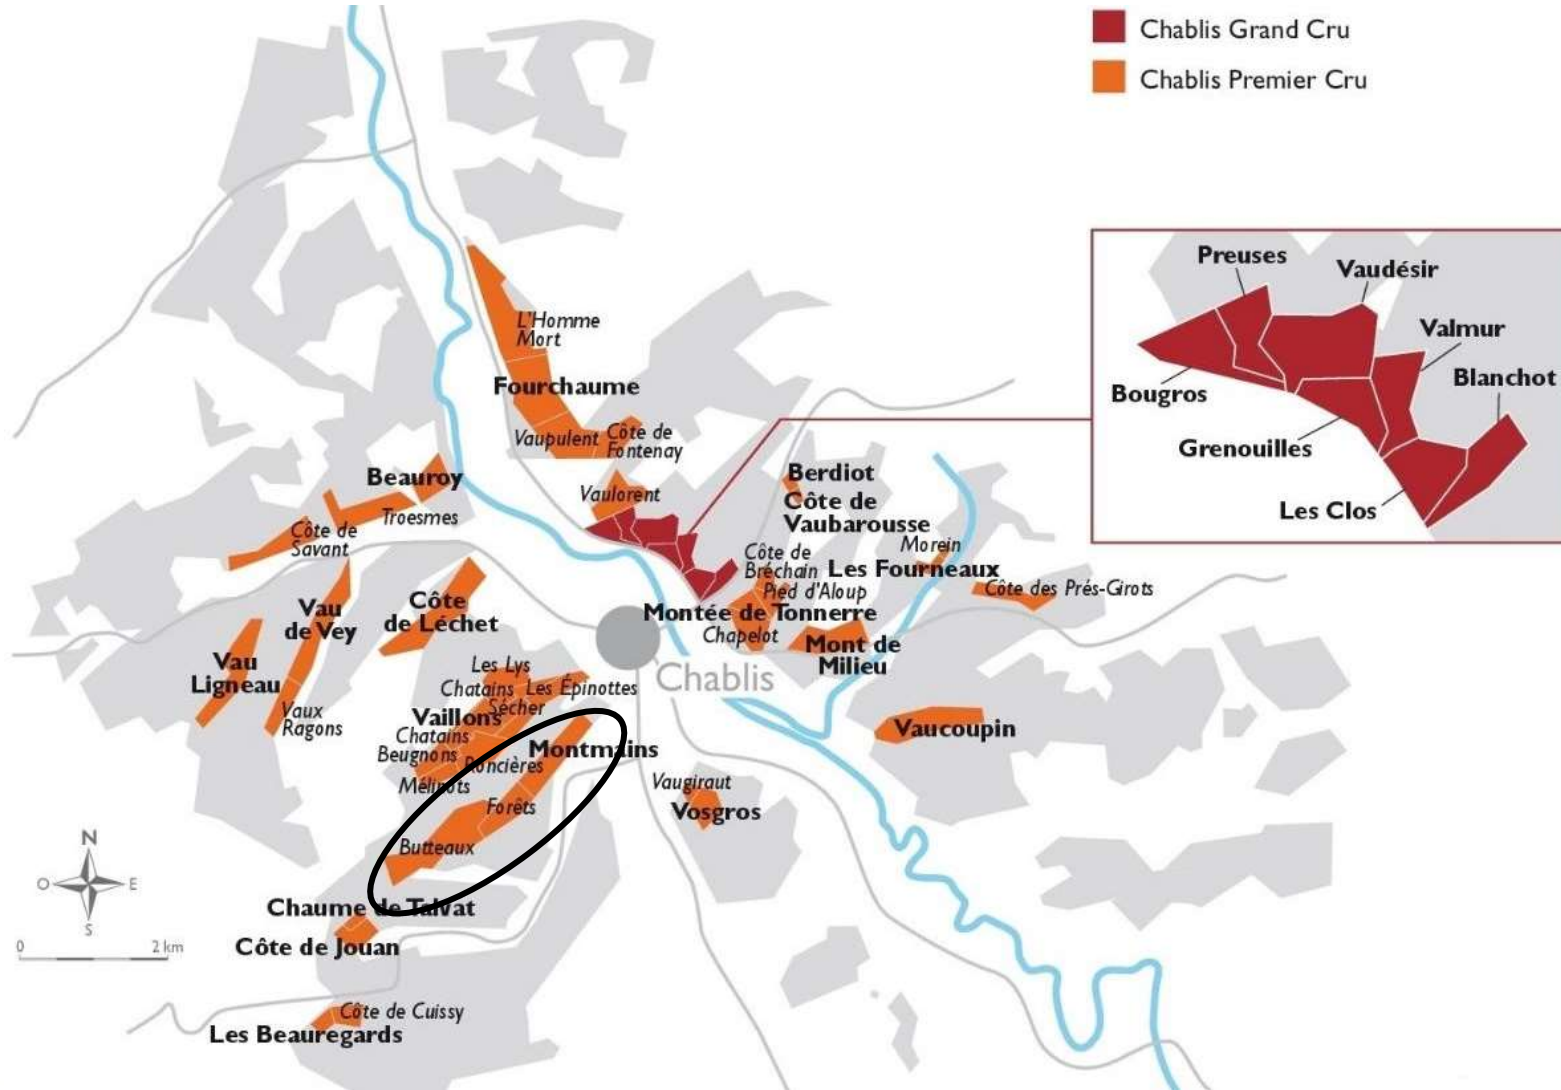 Chablis Grand Cru
Chablis Premier Cru
Preuses
Vaudésir
Valmur
Blanchot
Bougros
Grenouilles
Les Clos
L'Homme
Mort
Fourchaume
Vaupulent
Côte de
Fontenay
Vaulorent
Beauroy
Troesmes
Côte de
Savant
Berdiot
Côte de
Vaubarousse
Morein
Côte de
Bréchain
Les Fourneaux
Pied d'Aloup
Côte des Prés-Girots
Montée de Tonnerre
Chapelot
Mont de
Milieu
Vau
de Vey
Côte
de Léchet
Vau
Ligneau
Vaux
Ragons
Chablis
Les Lys
Chatains
Les Épinottes
Sécher
Vaillons
Chatains
Beugnons
Roncières
Mélinots
Montmains
Forêts
Butteaux
Vaucoupin
Vaugiraut
Vosgros
Chaume de Talvat
Côte de Jouan
Côte de Cuissy
Les Beauregards
N
O
E
S
0
2 km